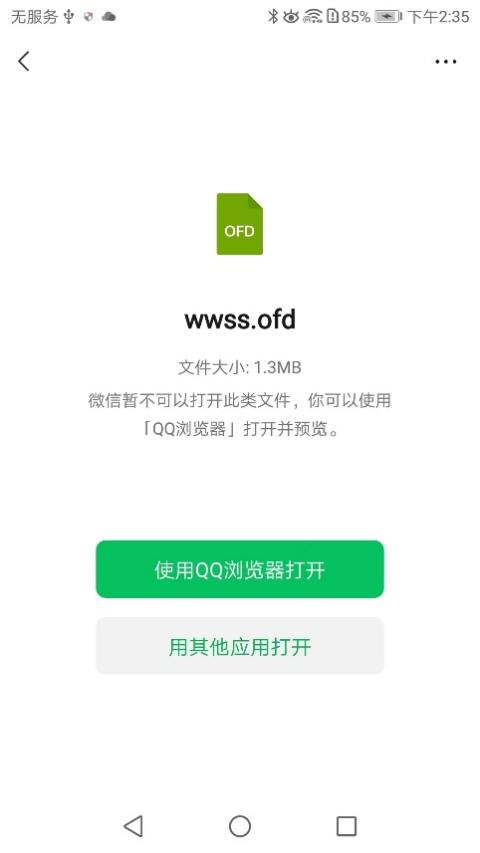 无服务 85% 下午2:35
OFD
wwss.ofd
文件大小: 1.3MB
微信暂不可以打开此类文件，你可以使用
「QQ浏览器」打开并预览。
使用QQ浏览器打开
用其他应用打开